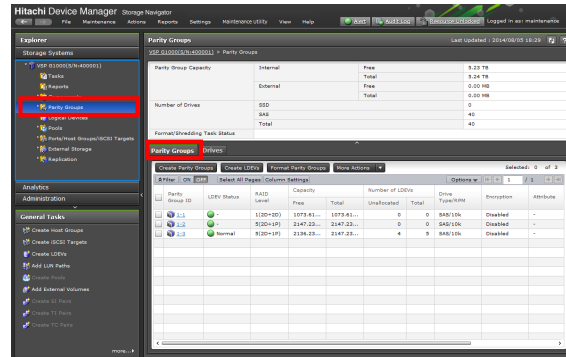 Hitachi Device Manager Storage Navigator
File Maintenance Actions Reports Settings Maintenance Utility View Help Alert Audit Log Resource Unlocked Logged in as: maintenance
Explorer
Storage Systems
VSP G1000(S/N:400001)
Tasks
Reports
Parity Groups
Logical Devices
Pools
Ports/Host Groups/iSCSI Targets
External Storage
Replication
Analytics
Administration
General Tasks
Create Host Groups
Create iSCSI Targets
Create LDEVs
Add LUN Paths
Create Pools
Add External Volumes
Create SI Pairs
Create TI Pairs
Create TC Pairs
more...
Parity Groups
Last Updated : 2014/08/05 18:29
VSP G1000(S/N:400001) > Parity Groups
Parity Group Capacity Internal Free 5.23 TB
Total 5.24 TB
External Free 0.00 MB
Total 0.00 MB
Number of Drives SSD 0
SAS 40
Total 40
Format/Shredding Task Status
Parity Groups Drives
Create Parity Groups Create LDEVs Format Parity Groups More Actions Selected: 0 of 3
Filter ON OFF Select All Pages Column Settings Options 1 / 1
Parity Group ID LDEV Status RAID Level Capacity Number of LDEVs Drive Type/RPM Encryption Attribute
Free Total Unallocated Total
1-1 - 1(2D+2D) 1073.61... 1073.61... 0 0 SAS/10k Disabled -
1-2 - 5(3D+1P) 2147.23... 2147.23... 0 0 SAS/10k Disabled -
1-3 Normal 5(3D+1P) 2136.23... 2147.23... 4 5 SAS/10k Disabled -